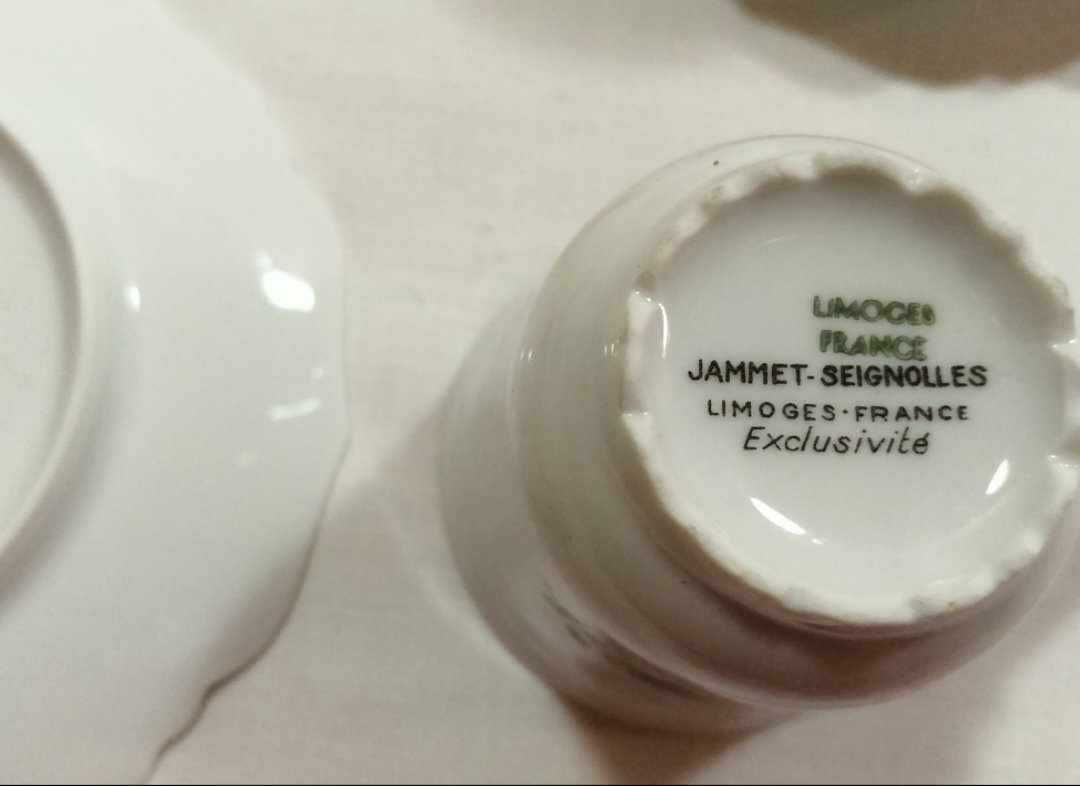 LIMOGES
FRANCE
JAMMET-SEIGNOLLES
LIMOGES·FRANCE
Exclusivité